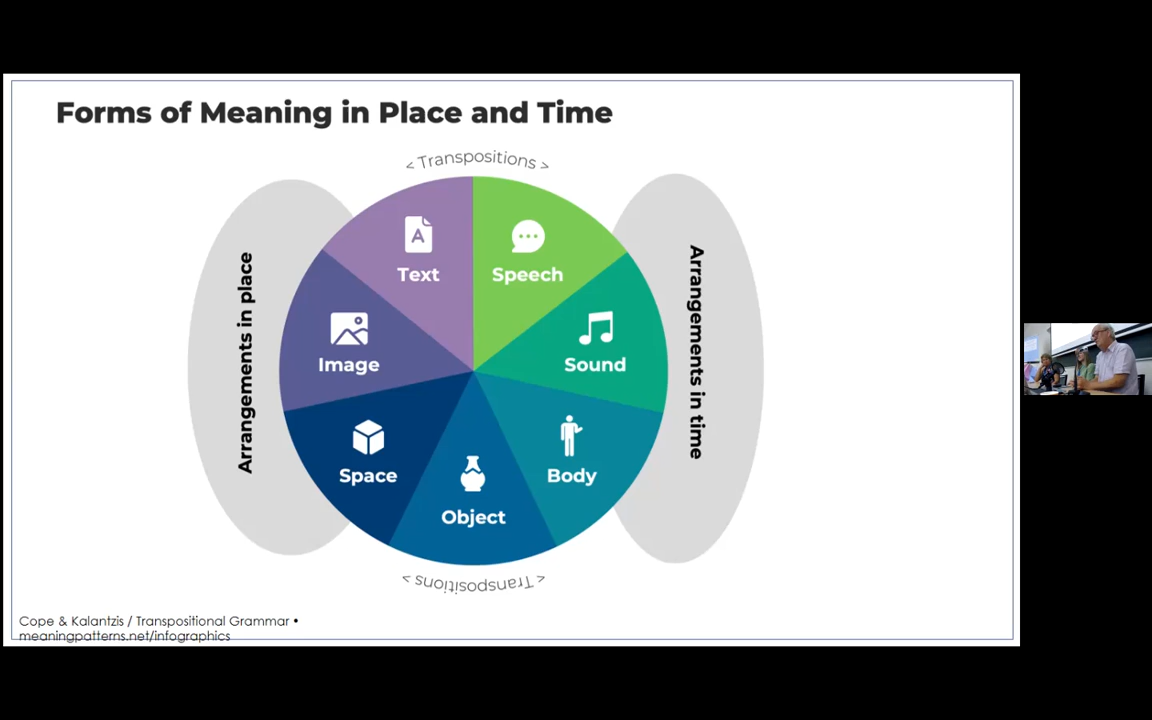 Forms of Meaning in Place and Time
< Transpositions >
Arrangements in place
Arrangements in time
A
Text
Speech
Image
Sound
Space
Body
Object
< Transpositions >
Cope & Kalantzis / Transpositional Grammar •
meaningpatterns.net/infographics